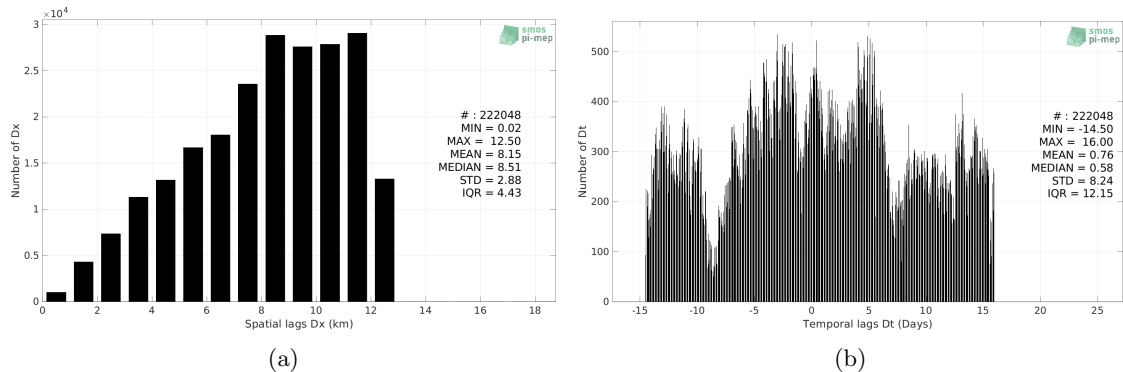 ×10⁴
3
2.5
2
1.5
1
0.5
0
Number of Dx
0 2 4 6 8 10 12 14 16 18
Spatial lags Dx (km)
smos
pi-mep
# : 222048
MIN = 0.02
MAX = 12.50
MEAN = 8.15
MEDIAN = 8.51
STD = 2.88
IQR = 4.43
(a)
500
400
300
200
100
0
Number of Dt
-15 -10 -5 0 5 10 15 20 25
Temporal lags Dt (Days)
smos
pi-mep
# : 222048
MIN = -14.50
MAX = 16.00
MEAN = 0.76
MEDIAN = 0.58
STD = 8.24
IQR = 12.15
(b)